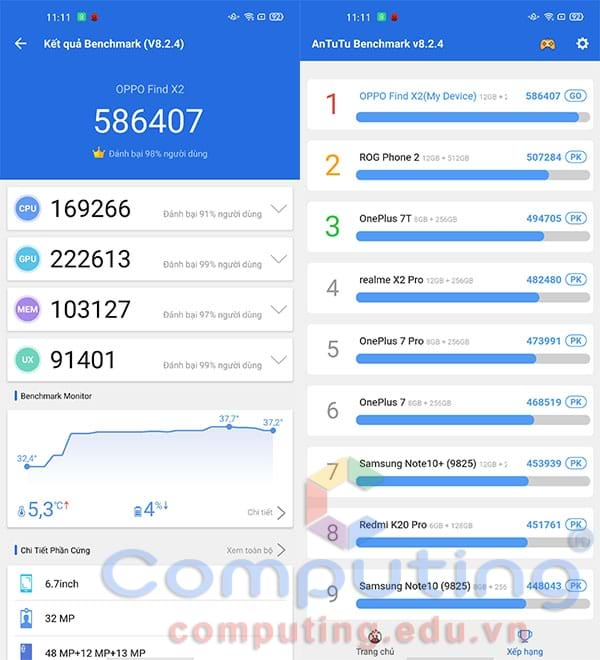 11:11
92
Kết quả Benchmark (V8.2.4)
OPPO Find X2
586407
Đánh bại 98% người dùng
CPU 169266 Đánh bại 91% người dùng
GPU 222613 Đánh bại 99% người dùng
MEM 103127 Đánh bại 97% người dùng
UX 91401 Đánh bại 99% người dùng
Benchmark Monitor
32,4°
37,7°
37,2°
5,3°C↑
4%↓
Chi tiết
Chi Tiết Phần Cứng
Xem toàn bộ
6.7inch
32 MP
48 MP+12 MP+13 MP
11:11
92
AnTuTu Benchmark v8.2.4
1 OPPO Find X2(My Device) 12GB + 2 586407 GO
2 ROG Phone 2 12GB + 512GB 507284 PK
3 OnePlus 7T 8GB + 256GB 494705 PK
4 realme X2 Pro 12GB + 256GB 482480 PK
5 OnePlus 7 Pro 8GB + 256GB 473991 PK
6 OnePlus 7 8GB + 256GB 468519 PK
7 Samsung Note10+ (9825) 12GB + 2 453939 PK
8 Redmi K20 Pro 6GB + 128GB 451761 PK
9 Samsung Note10 (9825) 8GB + 256 448043 PK
Trang chủ
Xếp hạng
Computing
computing.edu.vn